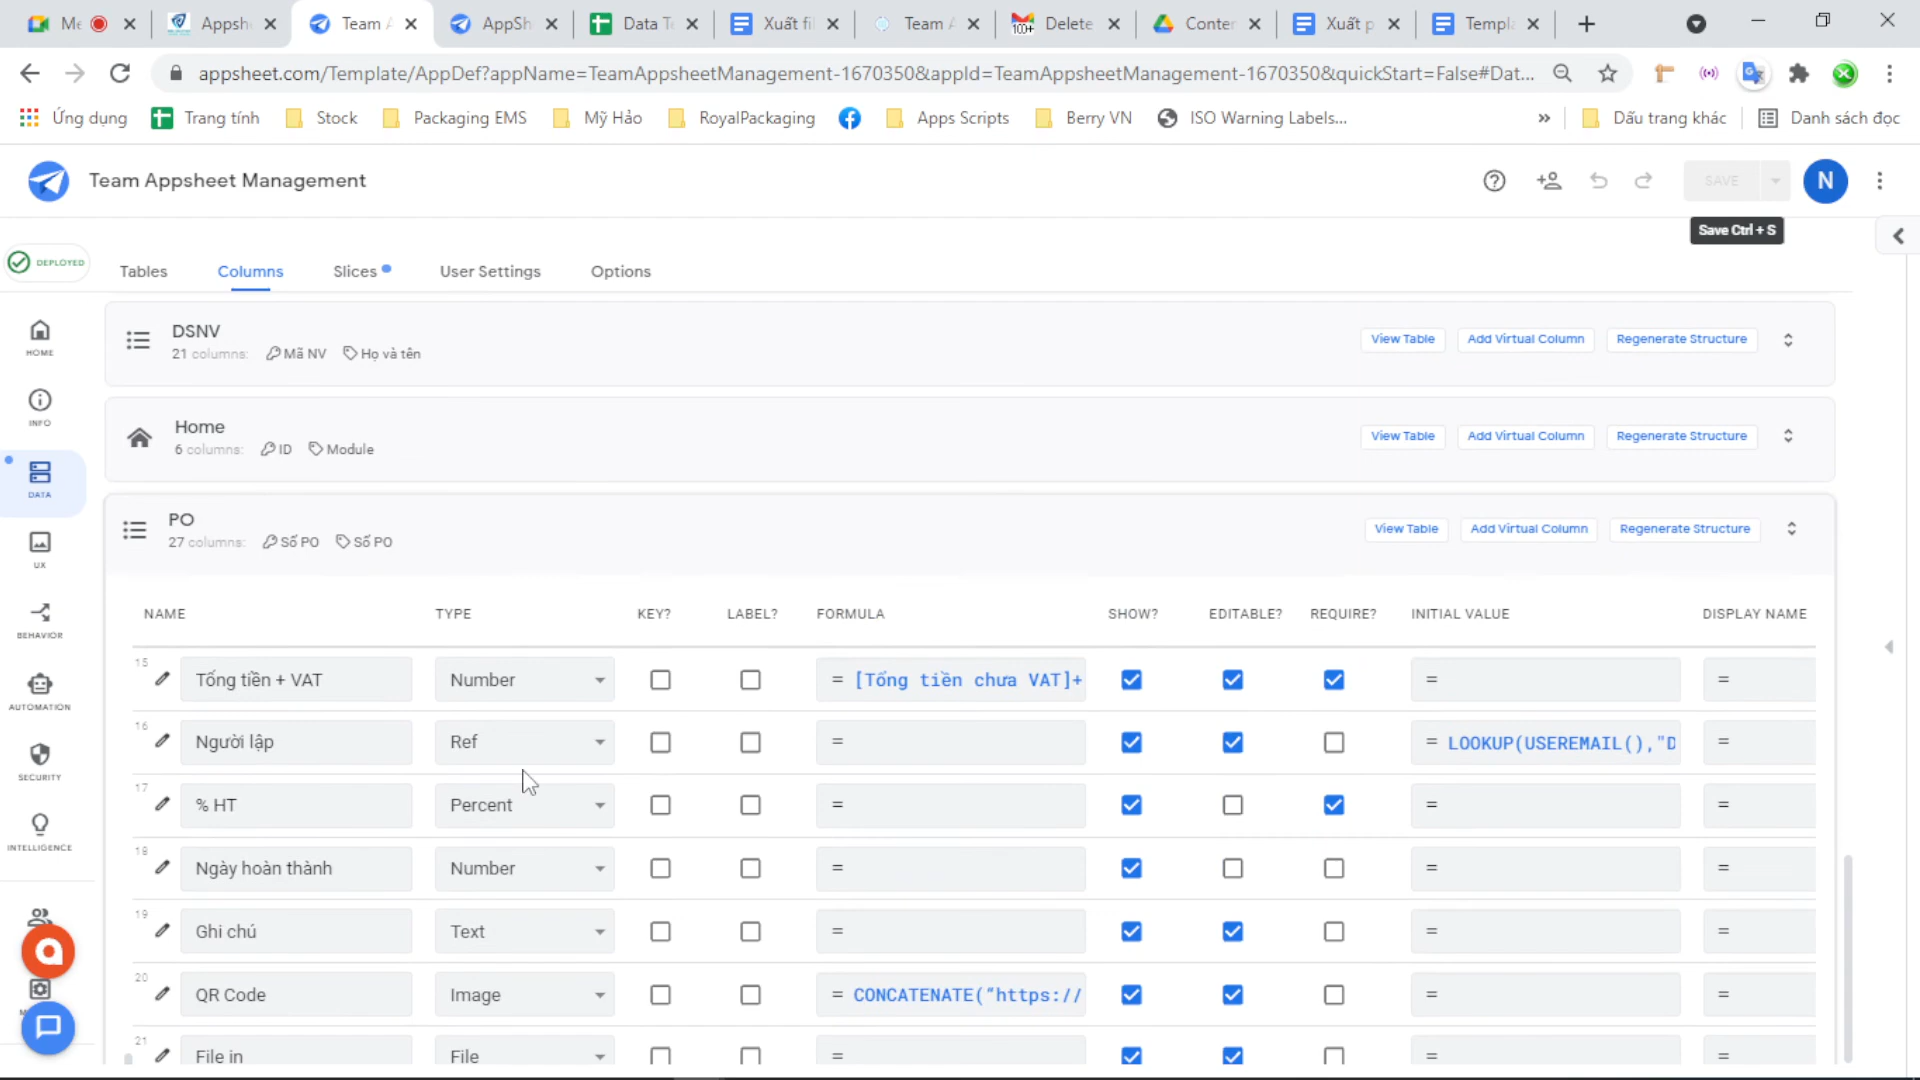 Me
Appsh
Team A
AppSh
Data T
Xuất fi
Team A
Delete
100+
Conter
Xuất p
Templa
appsheet.com/Template/AppDef?appName=TeamAppsheetManagement-1670350&appId=TeamAppsheetManagement-1670350&quickStart=False#Dat...
Ứng dụng
Trang tính
Stock
Packaging EMS
Mỹ Hảo
RoyalPackaging
Apps Scripts
Berry VN
ISO Warning Labels...
»
Dấu trang khác
Danh sách đọc
Team Appsheet Management
SAVE
N
Save Ctrl + S
DEPLOYED
Tables
Columns
Slices
User Settings
Options
HOME
INFO
DATA
UX
BEHAVIOR
AUTOMATION
SECURITY
INTELLIGENCE
DSNV
21 columns: Mã NV Họ và tên
View Table
Add Virtual Column
Regenerate Structure
Home
6 columns: ID Module
View Table
Add Virtual Column
Regenerate Structure
PO
27 columns: Số PO Số PO
View Table
Add Virtual Column
Regenerate Structure
NAME TYPE KEY? LABEL? FORMULA SHOW? EDITABLE? REQUIRE? INITIAL VALUE DISPLAY NAME
15 Tổng tiền + VAT Number = [Tổng tiền chưa VAT]+ = =
16 Người lập Ref = = LOOKUP(USEREMAIL(),"D =
17 % HT Percent = = =
18 Ngày hoàn thành Number = = =
19 Ghi chú Text = = =
20 QR Code Image = CONCATENATE("https:// = =
21 File in File = = =